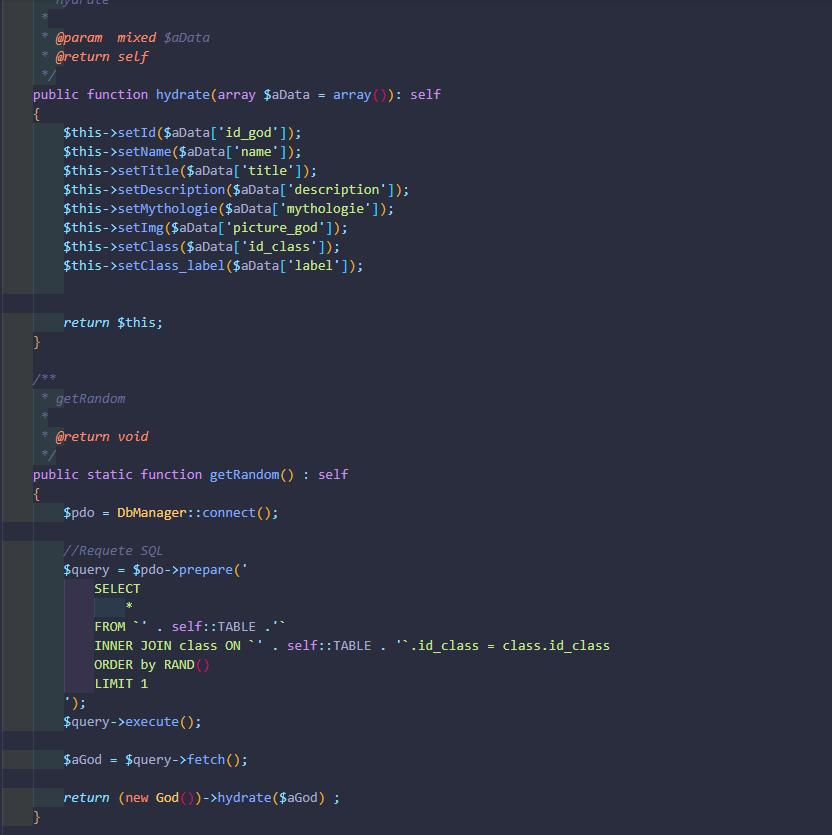 hydrate
*
* @param  mixed $aData
* @return self
*/
public function hydrate(array $aData = array()): self
{
$this->setId($aData['id_god']);
$this->setName($aData['name']);
$this->setTitle($aData['title']);
$this->setDescription($aData['description']);
$this->setMythologie($aData['mythologie']);
$this->setImg($aData['picture_god']);
$this->setClass($aData['id_class']);
$this->setClass_label($aData['label']);
return $this;
}
/**
* getRandom
*
* @return void
*/
public static function getRandom() : self
{
$pdo = DbManager::connect();
//Requete SQL
$query = $pdo->prepare('
SELECT
*
FROM `' . self::TABLE .'`
INNER JOIN class ON `' . self::TABLE . '`.id_class = class.id_class
ORDER by RAND()
LIMIT 1
');
$query->execute();
$aGod = $query->fetch();
return (new God())->hydrate($aGod) ;
}